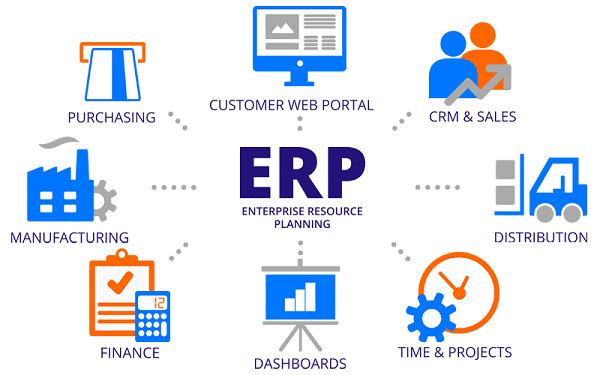 CUSTOMER WEB PORTAL
PURCHASING
CRM & SALES
ERP
ENTERPRISE RESOURCE
PLANNING
MANUFACTURING
DISTRIBUTION
12
FINANCE
DASHBOARDS
TIME & PROJECTS